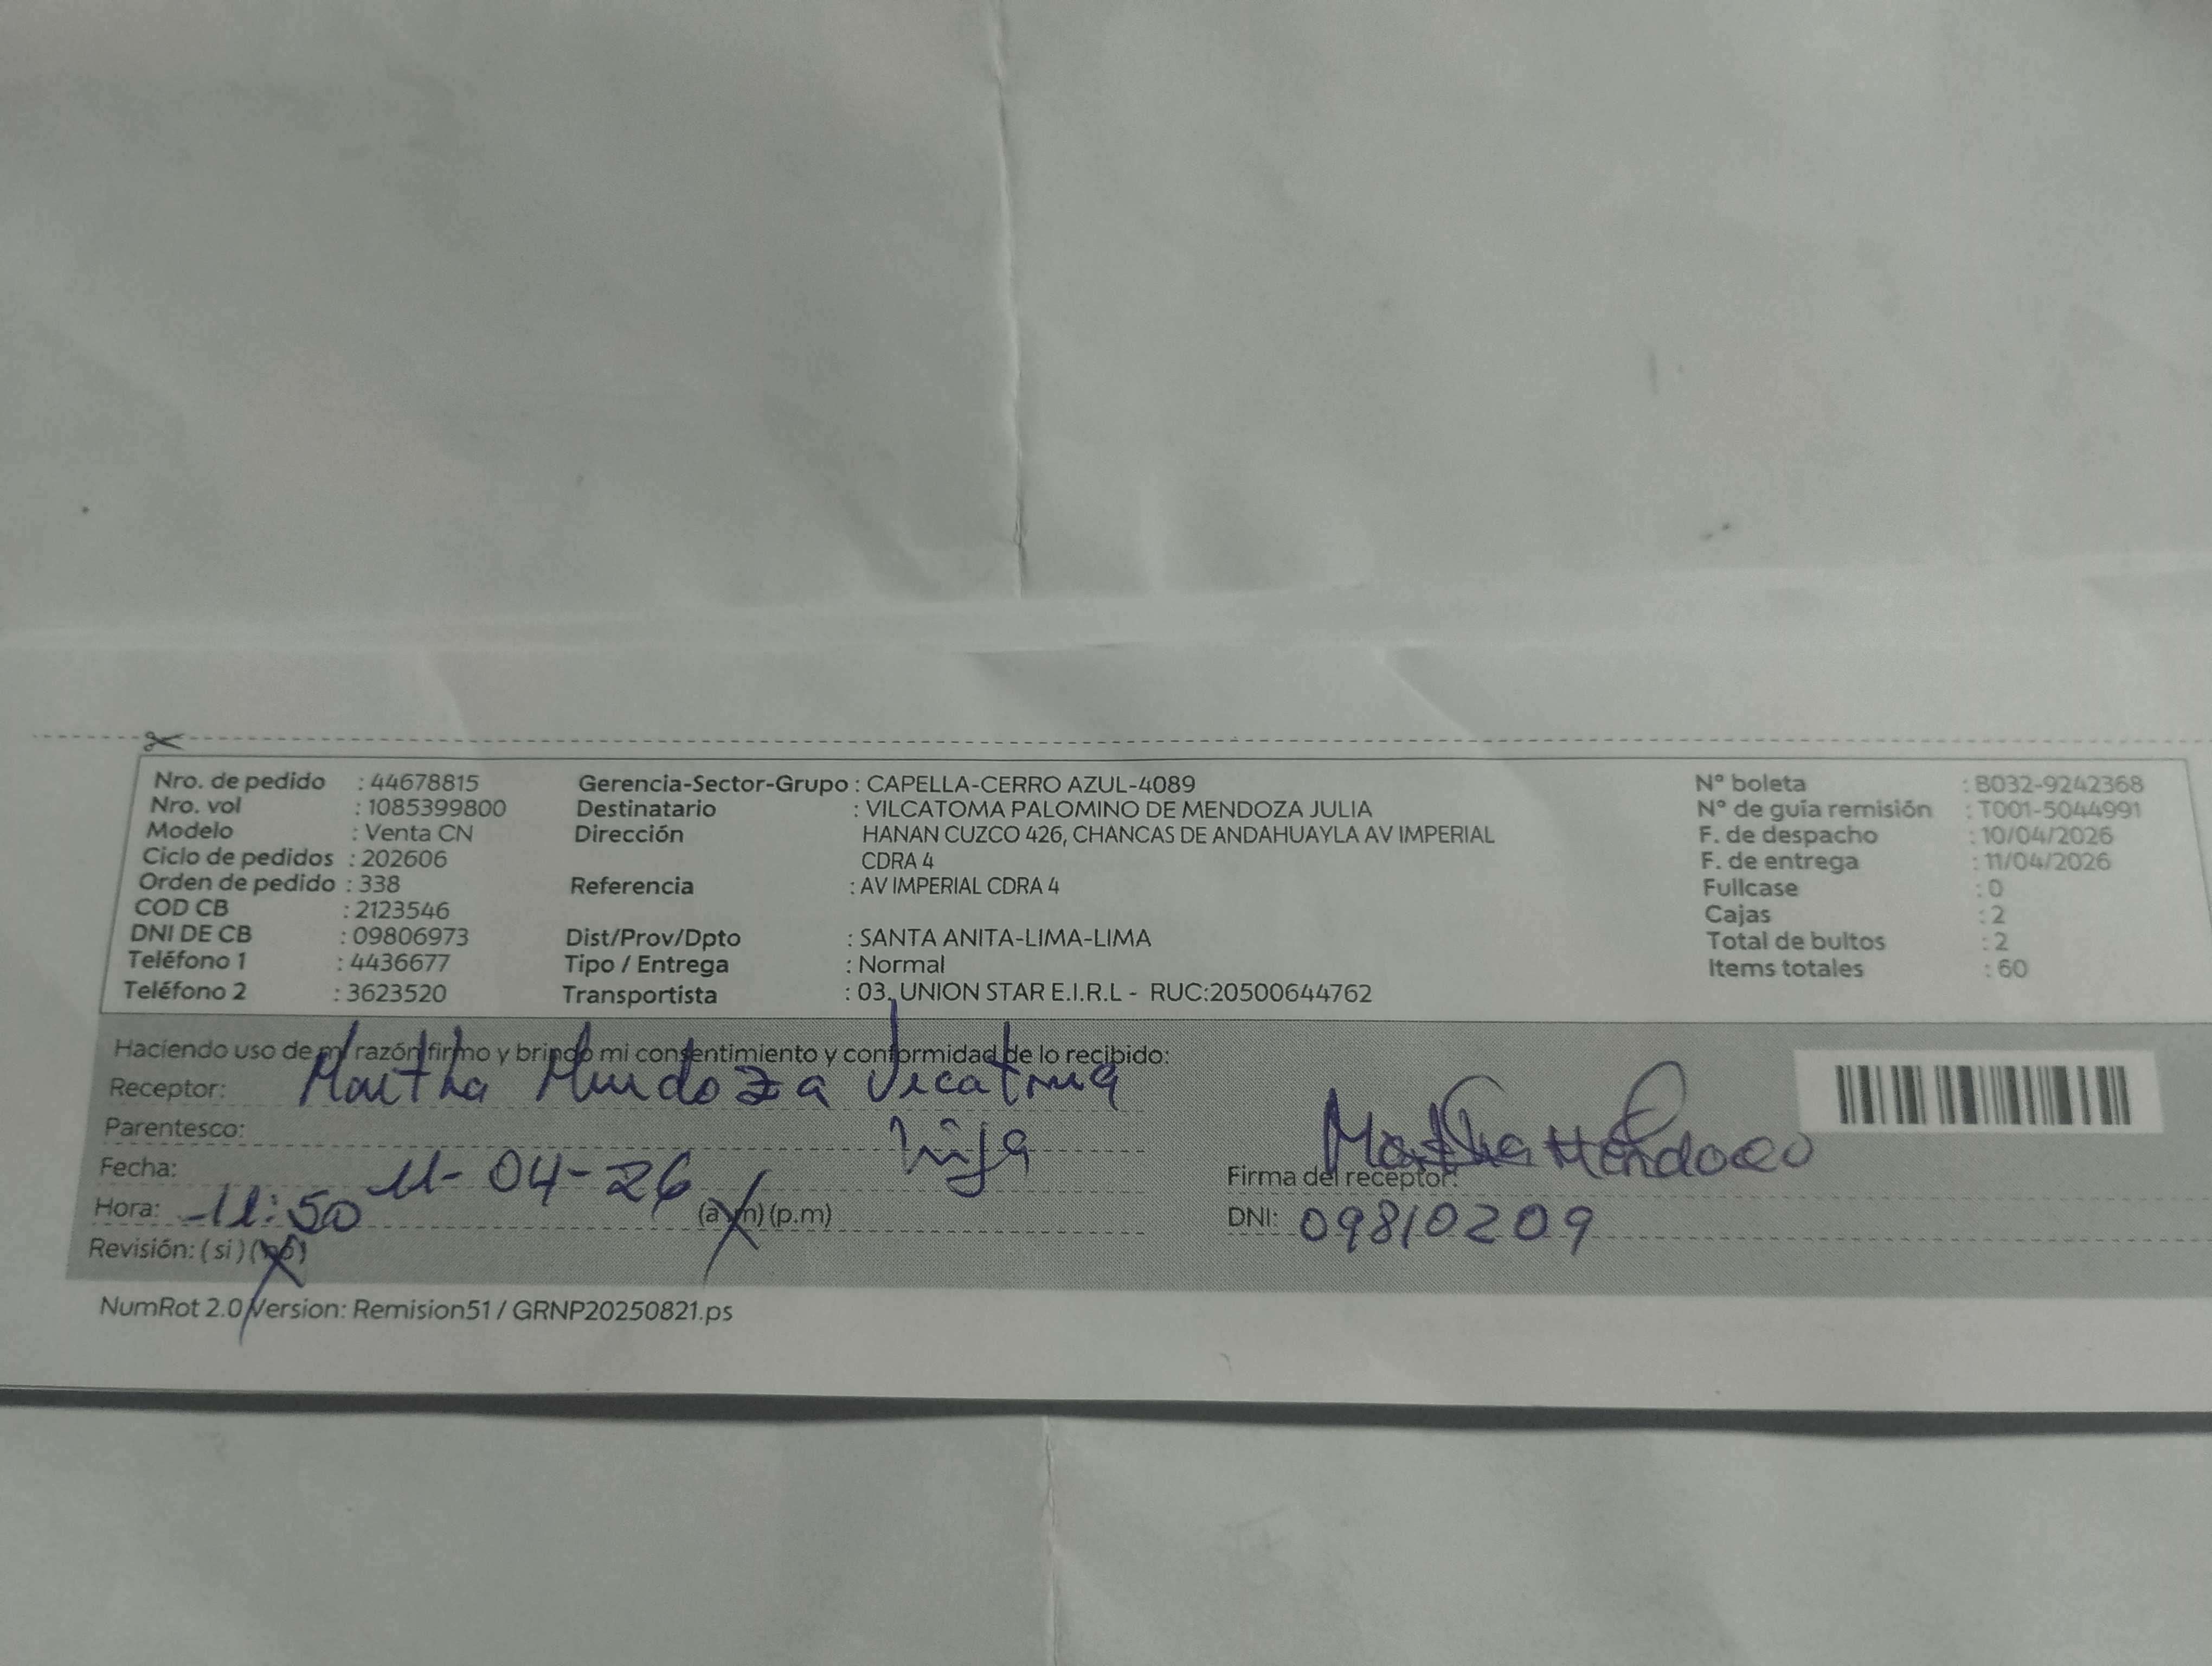 Nro. de pedido : 44678815 Gerencia-Sector-Grupo : CAPELLA-CERRO AZUL-4089 N° boleta : B032-9242368
Nro. vol : 1085399800 Destinatario : VILCATOMA PALOMINO DE MENDOZA JULIA N° de guía remisión : T001-5044991
Modelo : Venta CN Dirección HANAN CUZCO 426, CHANCAS DE ANDAHUAYLA AV IMPERIAL F. de despacho : 10/04/2026
Ciclo de pedidos : 202606 CDRA 4 F. de entrega : 11/04/2026
Orden de pedido : 338 Referencia : AV IMPERIAL CDRA 4 Fullcase : 0
COD CB : 2123546 Cajas : 2
DNI DE CB : 09806973 Dist/Prov/Dpto : SANTA ANITA-LIMA-LIMA Total de bultos : 2
Teléfono 1 : 4436677 Tipo / Entrega : Normal Items totales : 60
Teléfono 2 : 3623520 Transportista : 03. UNION STAR E.I.R.L - RUC:20500644762
Haciendo uso de mi razón firmo y brindo mi consentimiento y conformidad de lo recibido:
Receptor: Martha Mendoza
Parentesco: hija
Fecha: 11-04-26 Firma del receptor: Martha Mendoza
Hora: 11:50 (a.m) (p.m) DNI: 09810209
Revisión: (si) (no)
NumRot 2.0 Version: Remision51 / GRNP20250821.ps